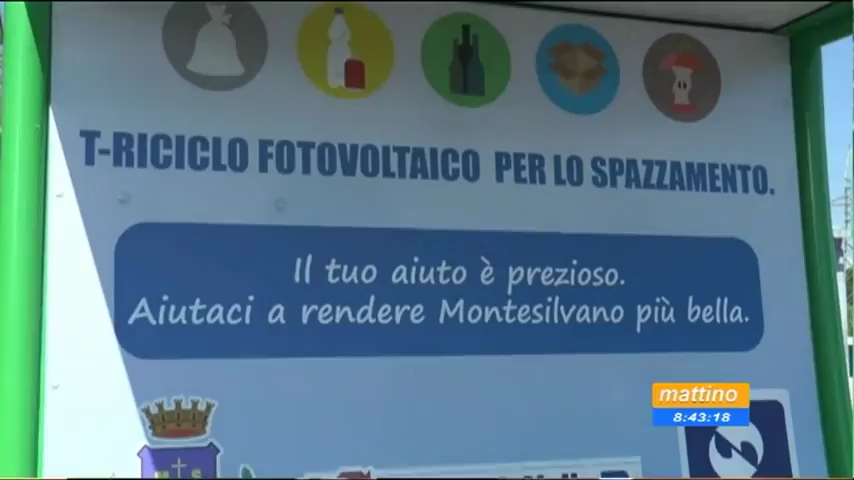 T-RICICLO FOTOVOLTAICO PER LO SPAZZAMENTO.
Il tuo aiuto è prezioso.
Aiutaci a rendere Montesilvano più bella.
mattino
8:43:18
M S